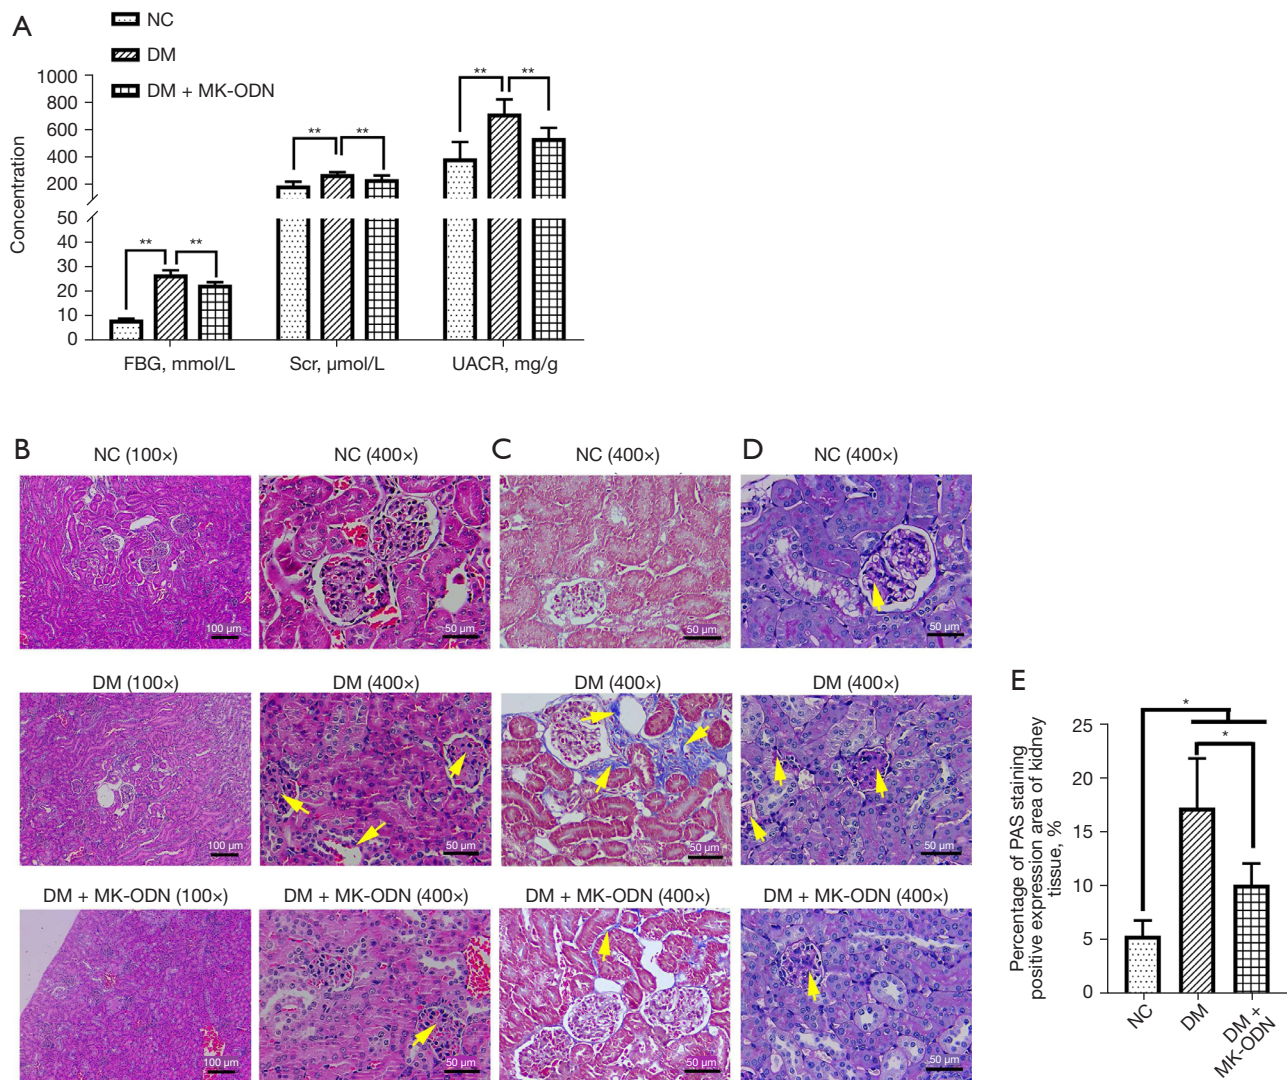 A
NC
DM
DM + MK-ODN
Concentration
1000
800
600
400
200
50
40
30
20
10
0
** **
** **
** **
FBG, mmol/L
Scr, μmol/L
UACR, mg/g
B
NC (100×)
NC (400×)
C
NC (400×)
D
NC (400×)
100 μm
50 μm
50 μm
50 μm
DM (100×)
DM (400×)
DM (400×)
DM (400×)
100 μm
50 μm
50 μm
50 μm
DM + MK-ODN (100×)
DM + MK-ODN (400×)
DM + MK-ODN (400×)
DM + MK-ODN (400×)
100 μm
50 μm
50 μm
50 μm
E
Percentage of PAS staining
positive expression area of kidney
tissue, %
25
20
15
10
5
0
*
*
NC
DM
DM +
MK-ODN